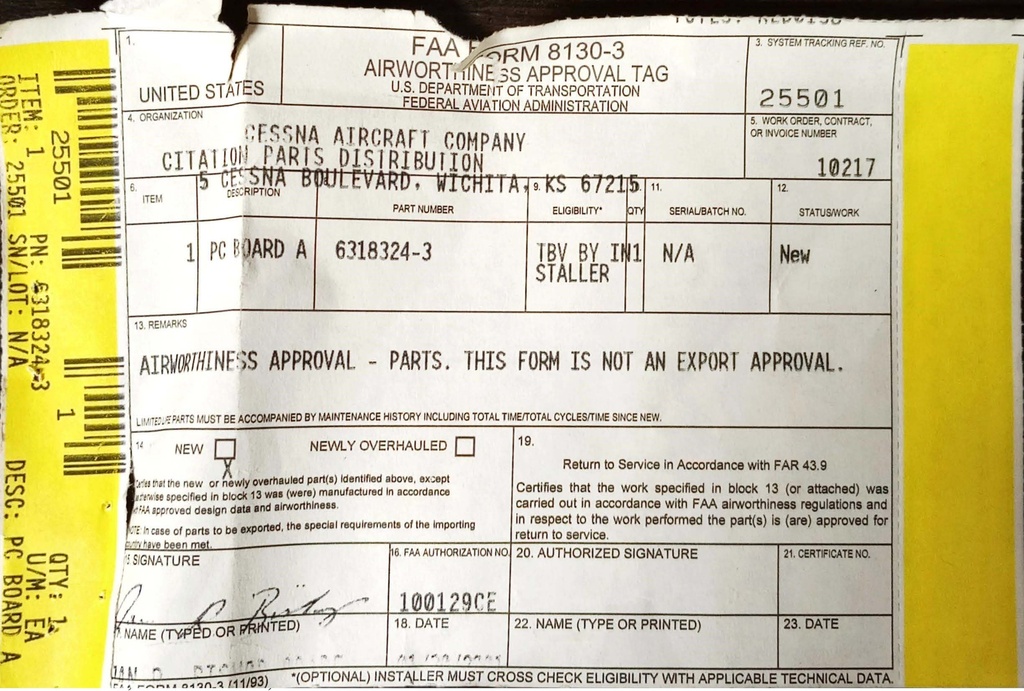 1.
UNITED STATES
FAA FORM 8130-3
AIRWORTHINESS APPROVAL TAG
U.S. DEPARTMENT OF TRANSPORTATION
FEDERAL AVIATION ADMINISTRATION
3. SYSTEM TRACKING REF. NO.
25501
4. ORGANIZATION
CESSNA AIRCRAFT COMPANY
CITATION PARTS DISTRIBUTION
5 CESSNA BOULEVARD, WICHITA, KS 67215
5. WORK ORDER, CONTRACT,
OR INVOICE NUMBER
10217
6. ITEM
DESCRIPTION
PART NUMBER
9. ELIGIBILITY*
QTY
11. SERIAL/BATCH NO.
12. STATUS/WORK
1 PC BOARD A 6318324-3 TBV BY IN1 N/A New
STALLER
13. REMARKS
AIRWORTHINESS APPROVAL - PARTS. THIS FORM IS NOT AN EXPORT APPROVAL.
LIMITED LIFE PARTS MUST BE ACCOMPANIED BY MAINTENANCE HISTORY INCLUDING TOTAL TIME/TOTAL CYCLES/TIME SINCE NEW.
14 NEW NEWLY OVERHAULED
X
that the new or newly overhauled part(s) identified above, except
specified in block 13 was (were) manufactured in accordance
FAA approved design data and airworthiness.
NOTE: In case of parts to be exported, the special requirements of the importing
have been met.
19.
Return to Service in Accordance with FAR 43.9
Certifies that the work specified in block 13 (or attached) was
carried out in accordance with FAA airworthiness regulations and
in respect to the work performed the part(s) is (are) approved for
return to service.
SIGNATURE
16. FAA AUTHORIZATION NO.
100129CE
20. AUTHORIZED SIGNATURE
21. CERTIFICATE NO.
NAME (TYPED OR PRINTED)
18. DATE
22. NAME (TYPE OR PRINTED)
23. DATE
FAA FORM 8130-3 (11/93)
*(OPTIONAL) INSTALLER MUST CROSS CHECK ELIGIBILITY WITH APPLICABLE TECHNICAL DATA.
25501
1
ITEM: 1 PN: 6318324-3 QTY: 1
U/M: EA
ORDER: 25501 SN/LOT: N/A DESC: PC BOARD A